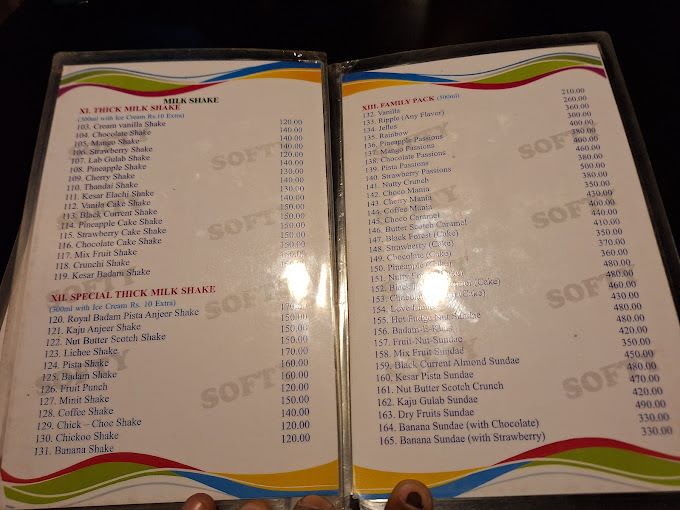 MILK SHAKE
XI. THICK MILK SHAKE
(300ml with Ice Cream Rs.10 Extra)
103. Cream vanilla Shake 120.00
104. Chocolate Shake 140.00
105. Mango Shake 140.00
106. Strawberry Shake 140.00
107. Lab Gulab Shake 120.00
108. Pineapple Shake 140.00
109. Cherry Shake 130.00
110. Thandai Shake 140.00
111. Kesar Elachi Shake 130.00
112. Vanila Cake Shake 140.00
113. Black Current Shake 150.00
114. Pineapple Cake Shake 150.00
115. Strawberry Cake Shake 150.00
116. Chocolate Cake Shake 150.00
117. Mix Fruit Shake
118. Crunchi Shake
119. Kesar Badam Shake
XII. SPECIAL THICK MILK SHAKE
(300ml with Ice Cream Rs. 10 Extra)
120. Royal Badam Pista Anjeer Shake 170.00
121. Kaju Anjeer Shake 150.00
122. Nut Butter Scotch Shake 150.00
123. Lichee Shake 150.00
124. Pista Shake 170.00
125. Badam Shake 160.00
126. Fruit Punch 160.00
127. Minit Shake 120.00
128. Coffee Shake 150.00
129. Chick – Choc Shake 140.00
130. Chickoo Shake 120.00
131. Banana Shake 120.00
XIII. FAMILY PACK (500ml)
132. Vanilla 210.00
133. Ripple (Any Flavor) 260.00
134. Jellus 360.00
135. Rainbow 300.00
136. Pineapple Passions 400.00
137. Mango Passions 380.00
138. Chocolate Passions 400.00
139. Pista Passions 460.00
140. Strawberry Passions 380.00
141. Nutty Crunch 500.00
142. Choco Mania 380.00
143. Cherry Mania 350.00
144. Coffee Mania 430.00
145. Choco Caramel 400.00
146. Butter Scotch Caramel 440.00
147. Black Forest (Cake) 410.00
148. Strawberry (Cake) 350.00
149. Chocolate (Cake) 370.00
150. Pineapple (Cake) 360.00
151. Nutty 480.00
152. Black (Cake) 480.00
153. (Cake) 460.00
154. Love 430.00
155. Hot Fudge Nut Sundae 480.00
156. Badam-E-Khas 480.00
157. Fruit-Nut-Sundae 420.00
158. Mix Fruit Sundae 350.00
159. Black Current Almond Sundae 450.00
160. Kesar Pista Sundae 480.00
161. Nut Butter Scotch Crunch 470.00
162. Kaju Gulab Sundae 420.00
163. Dry Fruits Sundae 490.00
164. Banana Sundae (with Chocolate) 330.00
165. Banana Sundae (with Strawberry) 330.00